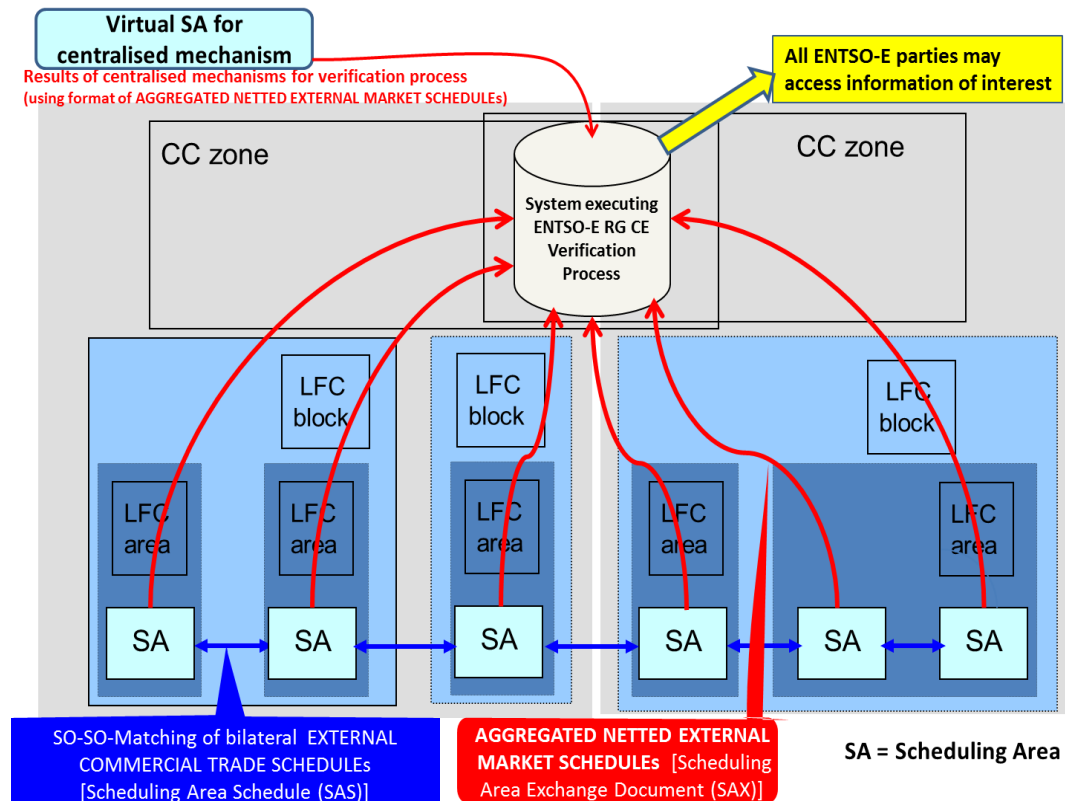 Virtual SA for
centralised mechanism
Results of centralised mechanisms for verification process
(using format of AGGREGATED NETTED EXTERNAL MARKET SCHEDULEs)
All ENTSO-E parties may
access information of interest
CC zone
CC zone
System executing
ENTSO-E RG CE
Verification
Process
LFC
block
LFC
block
LFC
block
LFC
area
LFC
area
LFC
area
LFC
area
LFC
area
SA
SA
SA
SA
SA
SA
SO-SO-Matching of bilateral EXTERNAL
COMMERCIAL TRADE SCHEDULEs
[Scheduling Area Schedule (SAS)]
AGGREGATED NETTED EXTERNAL
MARKET SCHEDULEs [Scheduling
Area Exchange Document (SAX)]
SA = Scheduling Area